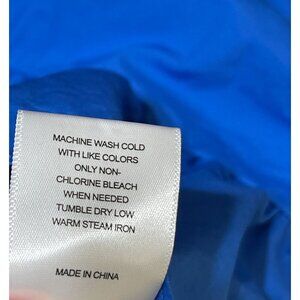 MACHINE WASH COLD
WITH LIKE COLORS
ONLY NON-
CHLORINE BLEACH
WHEN NEEDED
TUMBLE DRY LOW
WARM STEAM IRON
MADE IN CHINA